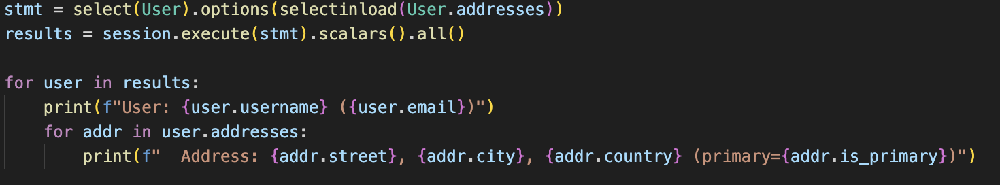 stmt = select(User).options(selectinload(User.addresses))
results = session.execute(stmt).scalars().all()

for user in results:
    print(f"User: {user.username} ({user.email})")
    for addr in user.addresses:
        print(f"  Address: {addr.street}, {addr.city}, {addr.country} (primary={addr.is_primary})")